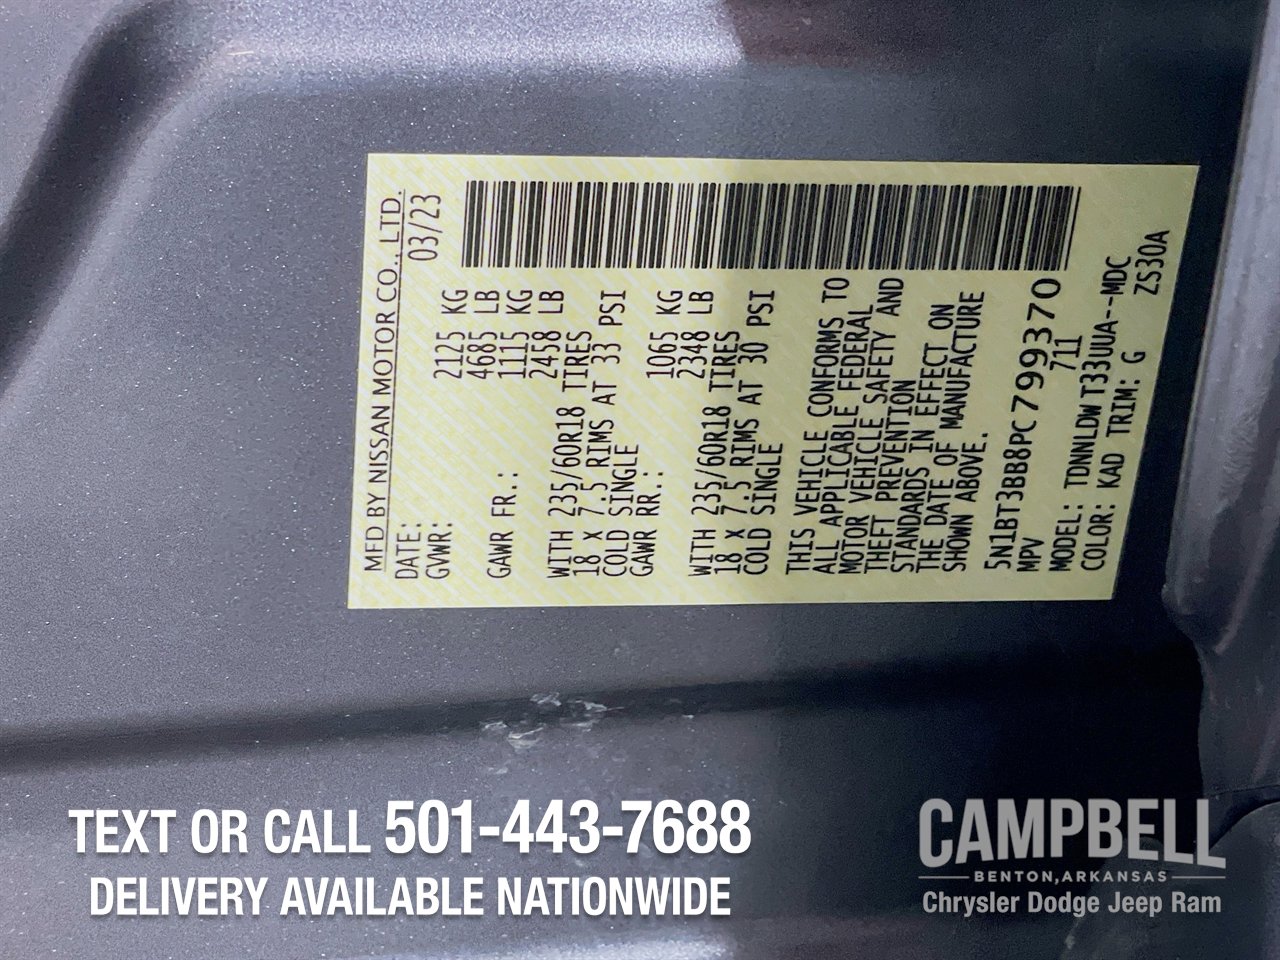 MFD BY NISSAN MOTOR CO., LTD.
DATE: 03/23
GVWR: 2125 KG
4685 LB
GAWR FR.: 1115 KG
2458 LB
WITH 235/60R18 TIRES
18 X 7.5 RIMS AT 33 PSI
COLD SINGLE
GAWR RR.: 1065 KG
2348 LB
WITH 235/60R18 TIRES
18 X 7.5 RIMS AT 30 PSI
COLD SINGLE
THIS VEHICLE CONFORMS TO
ALL APPLICABLE FEDERAL
MOTOR VEHICLE SAFETY AND
THEFT PREVENTION
STANDARDS IN EFFECT ON
THE DATE OF MANUFACTURE
SHOWN ABOVE.
5N1BT3BB8PC799370
MPV 711
MODEL: TDNNLDW T33UUA--MDC
COLOR: KAD TRIM: G ZS30A
TEXT OR CALL 501-443-7688
DELIVERY AVAILABLE NATIONWIDE
CAMPBELL
BENTON, ARKANSAS
Chrysler Dodge Jeep Ram